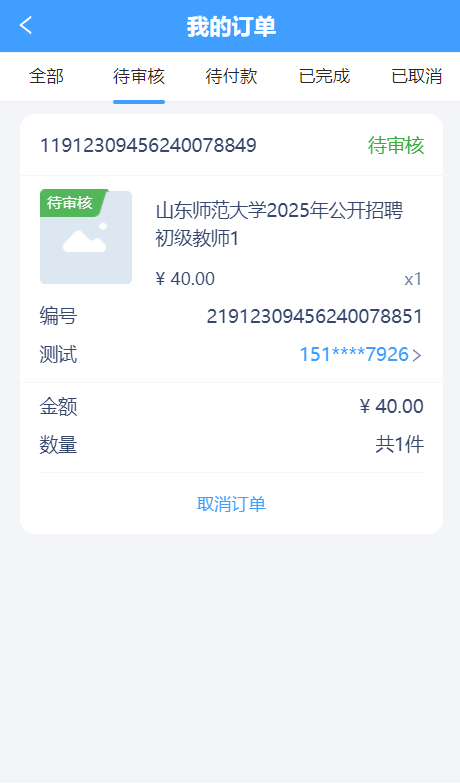 我的订单
全部 待审核 待付款 已完成 已取消
11912309456240078849 待审核
待审核
山东师范大学2025年公开招聘
初级教师1
¥ 40.00 x1
编号 21912309456240078851
测试 151****7926
金额 ¥ 40.00
数量 共1件
取消订单